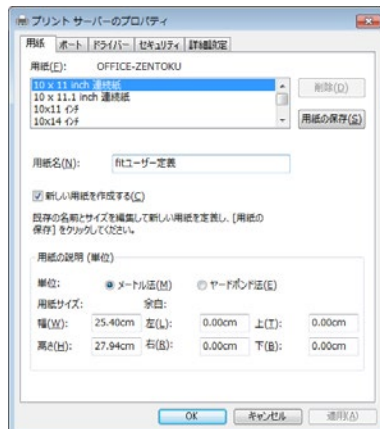 プリント サーバーのプロパティ
用紙 ポート ドライバー セキュリティ 詳細設定
用紙(F): OFFICE-ZENTOKU
10 x 11 inch 連続紙
10 x 11.1 inch 連続紙
10x11 インチ
10x14 インチ
削除(D)
用紙の保存(S)
用紙名(N): fitユーザー定義
新しい用紙を作成する(C)
既存の名前とサイズを編集して新しい用紙を定義し、[用紙の
保存] をクリックしてください。
用紙の説明 (単位)
単位: メートル法(M) ヤードポンド法(E)
用紙サイズ: 余白:
幅(W): 25.40cm 左(L): 0.00cm 上(T): 0.00cm
高さ(H): 27.94cm 右(R): 0.00cm 下(B): 0.00cm
OK キャンセル 適用(A)